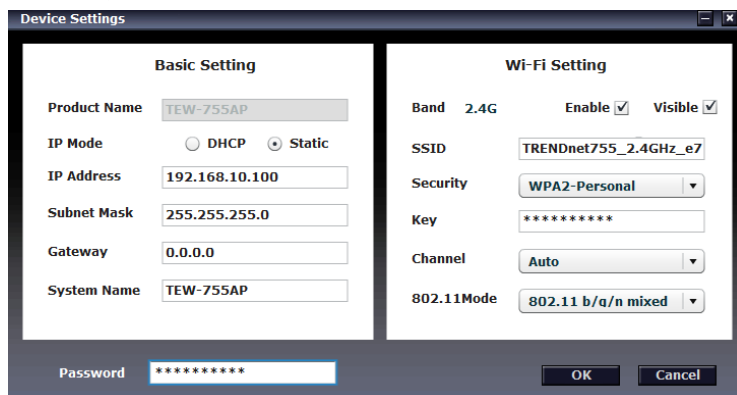 Device Settings
Basic Setting
Product Name TEW-755AP
IP Mode DHCP Static
IP Address 192.168.10.100
Subnet Mask 255.255.255.0
Gateway 0.0.0.0
System Name TEW-755AP
Wi-Fi Setting
Band 2.4G Enable Visible
SSID TRENDnet755_2.4GHz_e7
Security WPA2-Personal
Key **********
Channel Auto
802.11Mode 802.11 b/g/n mixed
Password **********
OK Cancel